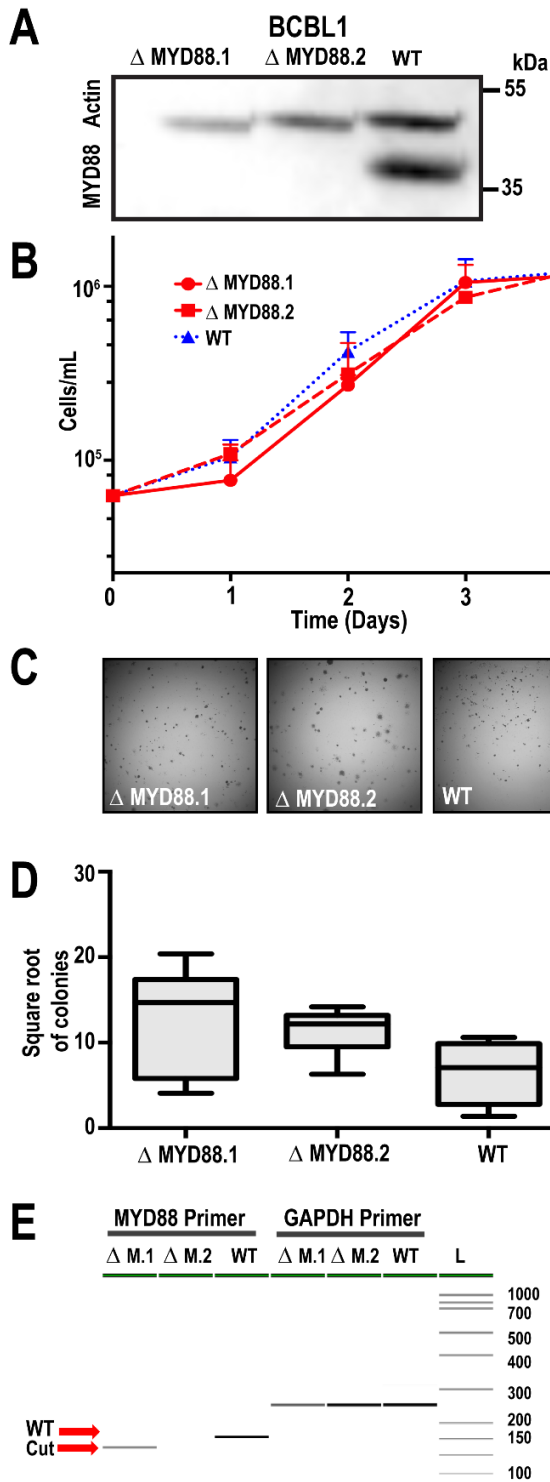 A
BCBL1
Δ MYD88.1 Δ MYD88.2 WT kDa
Actin
MYD88
55
35
B
Δ MYD88.1
Δ MYD88.2
WT
Cells/mL
10⁶
10⁵
0 1 2 3
Time (Days)
C
Δ MYD88.1
Δ MYD88.2
WT
D
Square root
of colonies
30
20
10
0
Δ MYD88.1 Δ MYD88.2 WT
E
MYD88 Primer GAPDH Primer
Δ M.1 Δ M.2 WT Δ M.1 Δ M.2 WT L
1000
700
500
400
300
200
150
100
WT
Cut